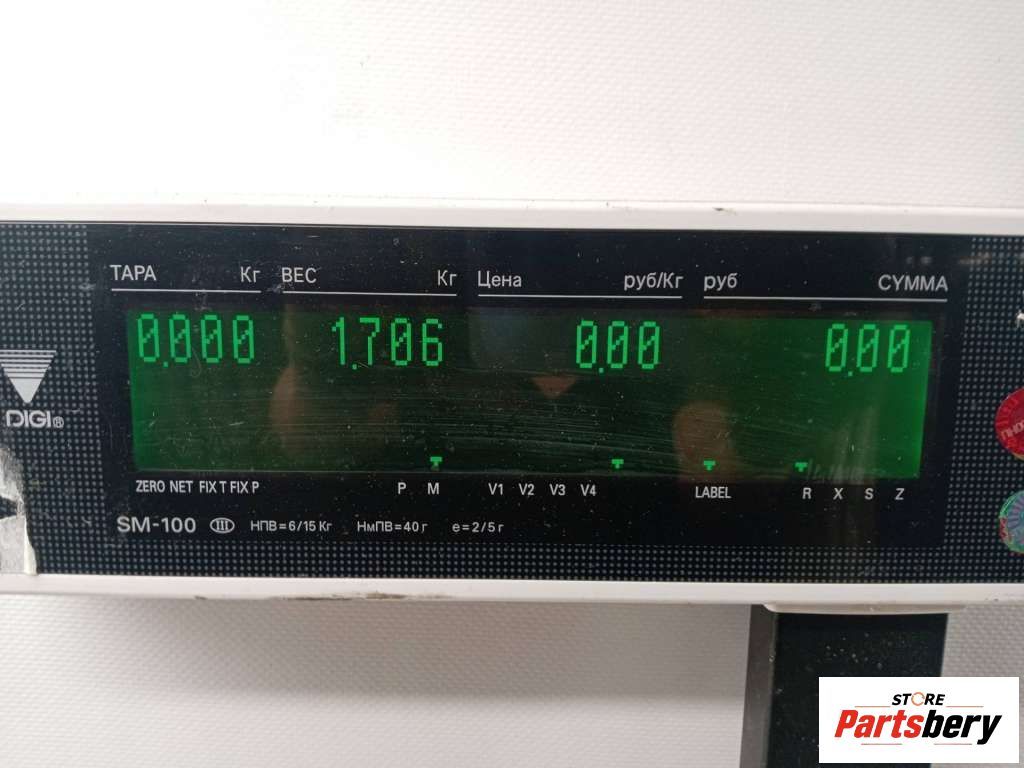 ТАРА Кг ВЕС Кг Цена руб/Кг руб СУММА
0.000 1.706 0.00 0.00
DIGI®
ZERO NET FIX T FIX P P M V1 V2 V3 V4 LABEL R X S Z
SM-100 III НПВ=6/15 Кг НмПВ=40 г e=2/5 г
STORE
Partsbery